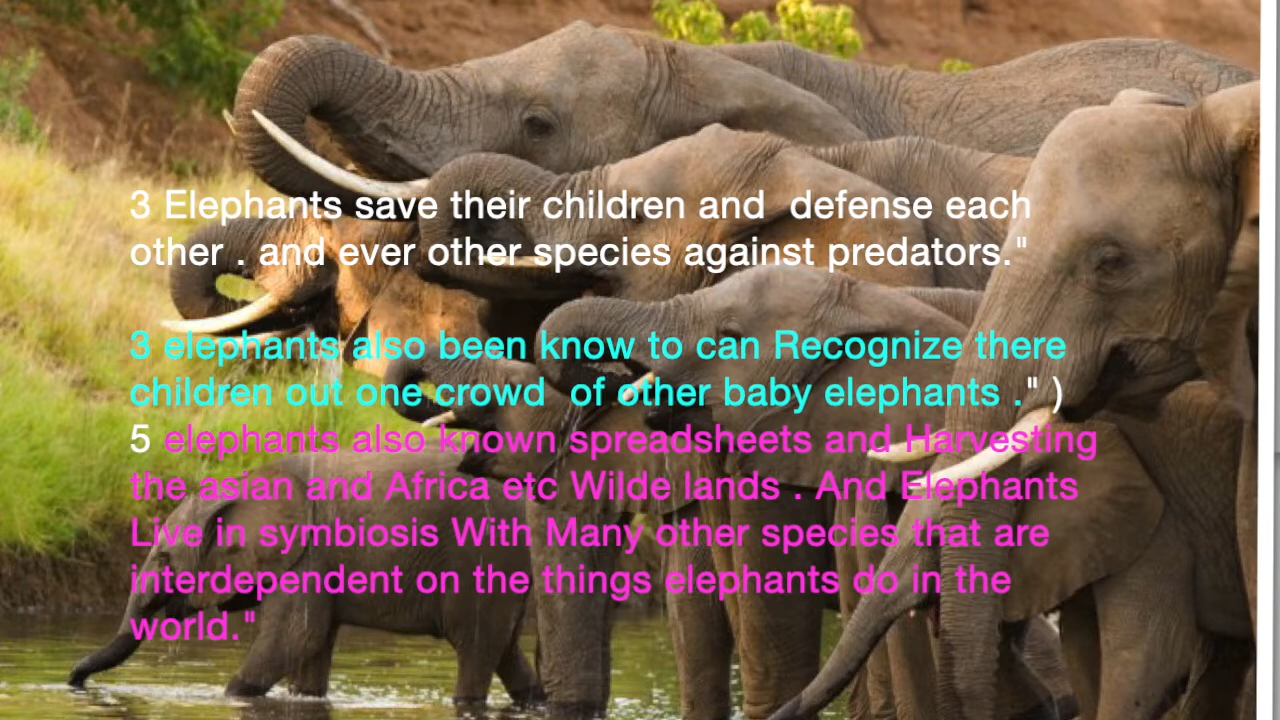 3 Elephants save their children and  defense each
other . and ever other species against predators."
3 elephants also been know to can Recognize there
children out one crowd  of other baby elephants ." )
5 elephants also known spreadsheets and Harvesting
the asian and Africa etc Wilde lands . And Elephants
Live in symbiosis With Many other species that are
interdependent on the things elephants do in the
world."